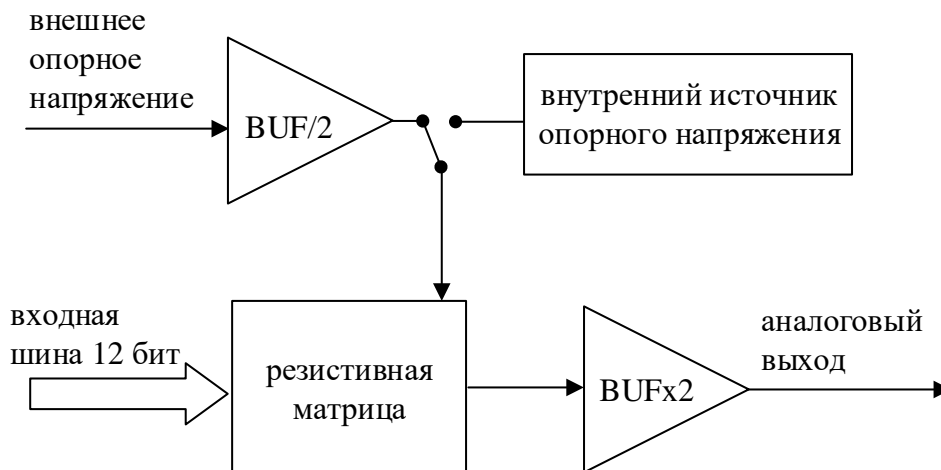 внешнее
опорное
напряжение
BUF/2
внутренний источник
опорного напряжения
входная
шина 12 бит
резистивная
матрица
BUFx2
аналоговый
выход